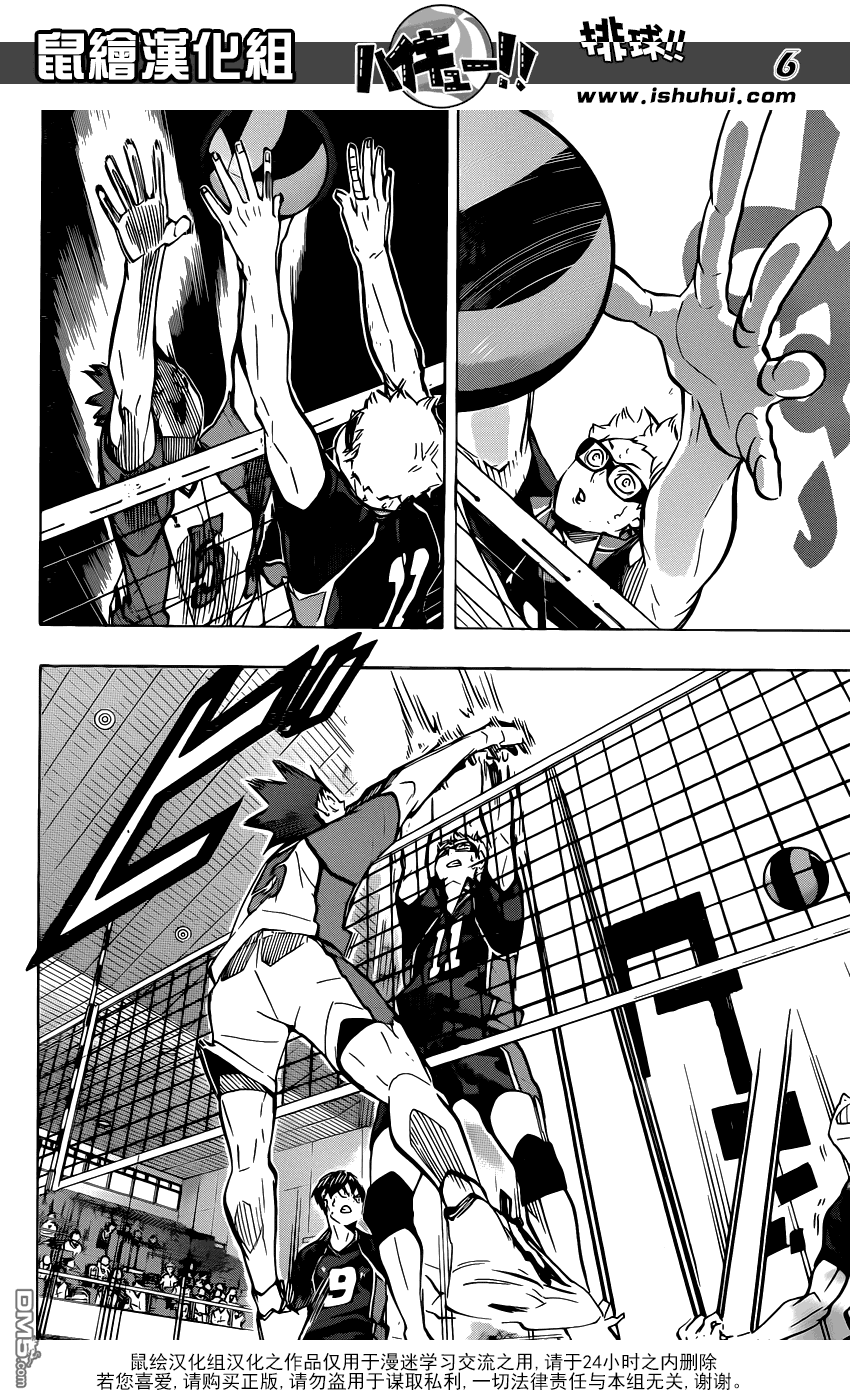 鼠繪漢化組
ハイキュー!!
排球!!
6
www.ishuhui.com
5
11
11
9
DM5.com
鼠绘汉化组汉化之作品仅用于漫迷学习交流之用, 请于24小时之内删除
若您喜爱, 请购买正版, 请勿盗用于谋取私利, 一切法律责任与本组无关, 谢谢。